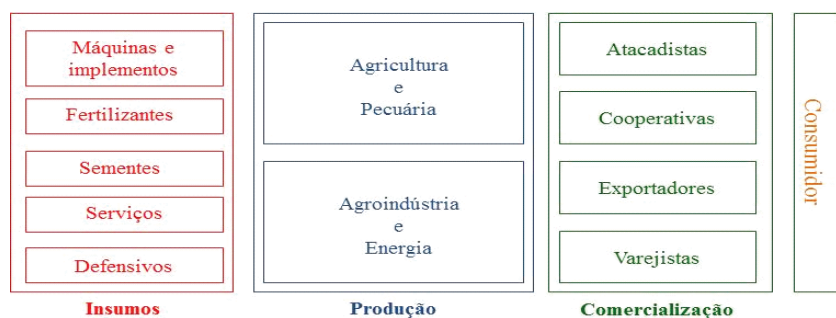 Máquinas e
implementos
Fertilizantes
Sementes
Serviços
Defensivos
Insumos
Agricultura
e
Pecuária
Agroindústria
e
Energia
Produção
Atacadistas
Cooperativas
Exportadores
Varejistas
Comercialização
Consumidor